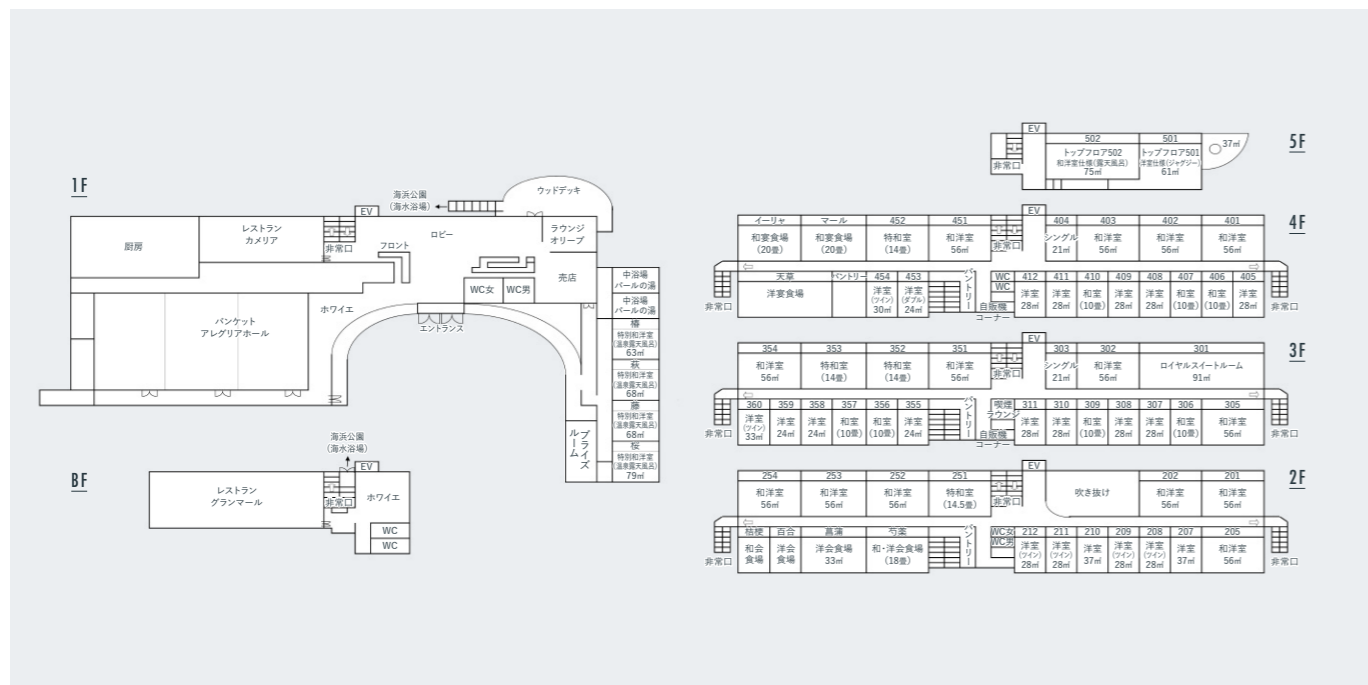 1F
海浜公園
(海水浴場)
ウッドデッキ
EV
厨房
レストラン
カメリア
非常口
ロビー
フロント
ラウンジ
オリーブ
売店
WC女
WC男
ホワイエ
バンケット
アレグリアホール
エントランス
中浴場
パールの湯
中浴場
パールの湯
椿
特別和洋室
(温泉露天風呂)
63㎡
萩
特別和洋室
(温泉露天風呂)
68㎡
藤
特別和洋室
(温泉露天風呂)
68㎡
桜
特別和洋室
(温泉露天風呂)
79㎡
ブライズ
ルーム
BF
海浜公園
(海水浴場)
EV
レストラン
グランマール
非常口
ホワイエ
WC
WC
5F
EV
非常口
502
トップフロア502
和洋室仕様(露天風呂)
75㎡
501
トップフロア501
洋室仕様(ジャグジー)
61㎡
37㎡
4F
イーリャ
和宴食場
(20畳)
マール
和宴食場
(20畳)
452
特和室
(14畳)
451
和洋室
56㎡
EV
非常口
404
シングル
21㎡
403
和洋室
56㎡
402
和洋室
56㎡
401
和洋室
56㎡
非常口
天草
洋宴食場
パントリー
454
洋室
(ツイン)
30㎡
453
洋室
(ダブル)
24㎡
パントリー
WC
WC
自販機
コーナー
412
洋室
28㎡
411
洋室
28㎡
410
和室
(10畳)
409
洋室
28㎡
408
洋室
28㎡
407
和室
(10畳)
406
和室
(10畳)
405
洋室
28㎡
非常口
3F
354
和洋室
56㎡
353
特和室
(14畳)
352
特和室
(14畳)
351
和洋室
56㎡
EV
非常口
303
シングル
21㎡
302
和洋室
56㎡
301
ロイヤルスイートルーム
91㎡
非常口
360
洋室
(ツイン)
33㎡
359
洋室
24㎡
358
洋室
24㎡
357
和室
(10畳)
356
和室
(10畳)
355
洋室
24㎡
パントリー
喫煙
ラウンジ
自販機
コーナー
311
洋室
28㎡
310
洋室
28㎡
309
和室
(10畳)
308
洋室
28㎡
307
洋室
28㎡
306
和室
(10畳)
305
和洋室
56㎡
非常口
2F
254
和洋室
56㎡
253
和洋室
56㎡
252
和洋室
56㎡
251
特和室
(14.5畳)
EV
非常口
吹き抜け
202
和洋室
56㎡
201
和洋室
56㎡
非常口
桔梗
和会
食場
百合
洋会
食場
菖蒲
洋会食場
33㎡
芍薬
和・洋会食場
(18畳)
パントリー
WC女
WC男
212
洋室
(ツイン)
28㎡
211
洋室
(ツイン)
28㎡
210
洋室
37㎡
209
洋室
(ツイン)
28㎡
208
洋室
(ツイン)
28㎡
207
洋室
37㎡
205
和洋室
56㎡
非常口